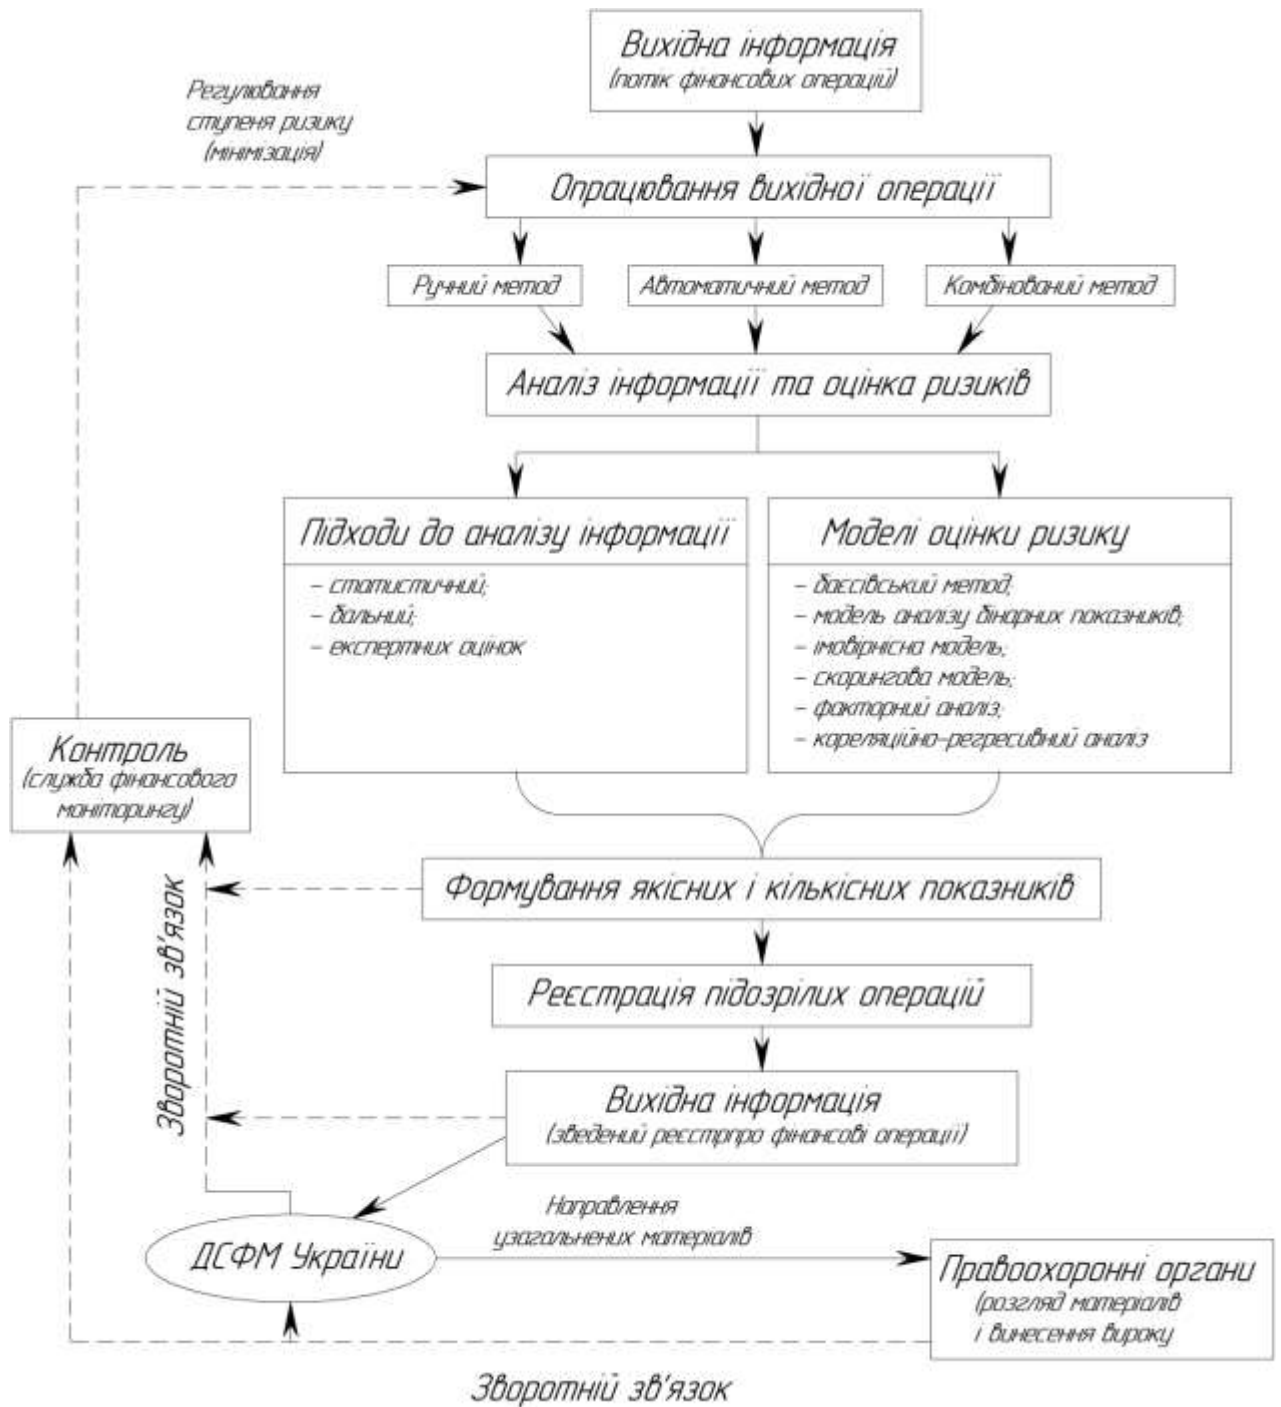 Вихідна інформація
(потік фінансових операцій)
Регулювання
ступеня ризику
(мінімізація)
Опрацювання вихідної операції
Ручний метод
Автоматичний метод
Комбінований метод
Аналіз інформації та оцінка ризиків
Підходи до аналізу інформації
– статистичний;
– бальний;
– експертних оцінок
Моделі оцінки ризику
– баєсівський метод;
– модель аналізу бінарних показників;
– імовірнісна модель;
– скорингова модель;
– факторний аналіз;
– кореляційно-регресивний аналіз
Контроль
(служба фінансового
моніторингу)
Формування якісних і кількісних показників
Реєстрація підозрілих операцій
Зворотній зв'язок
Вихідна інформація
(зведений реєстрпро фінансові операції)
Направлення
узагальнених матеріалів
ДСФМ України
Правоохоронні органи
(розгляд матеріалів
і винесення вироку
Зворотній зв'язок